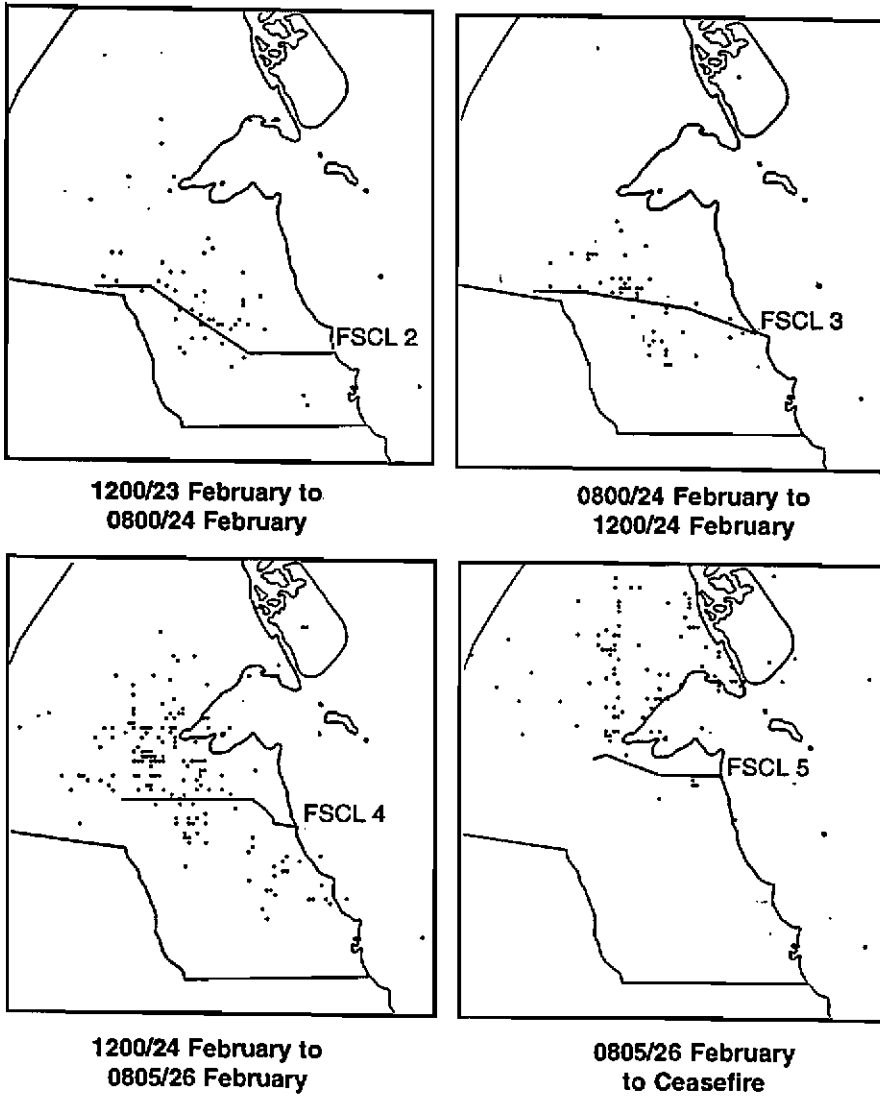 FSCL 2
FSCL 3
1200/23 February to
0800/24 February
0800/24 February to
1200/24 February
FSCL 4
FSCL 5
1200/24 February to
0805/26 February
0805/26 February
to Ceasefire